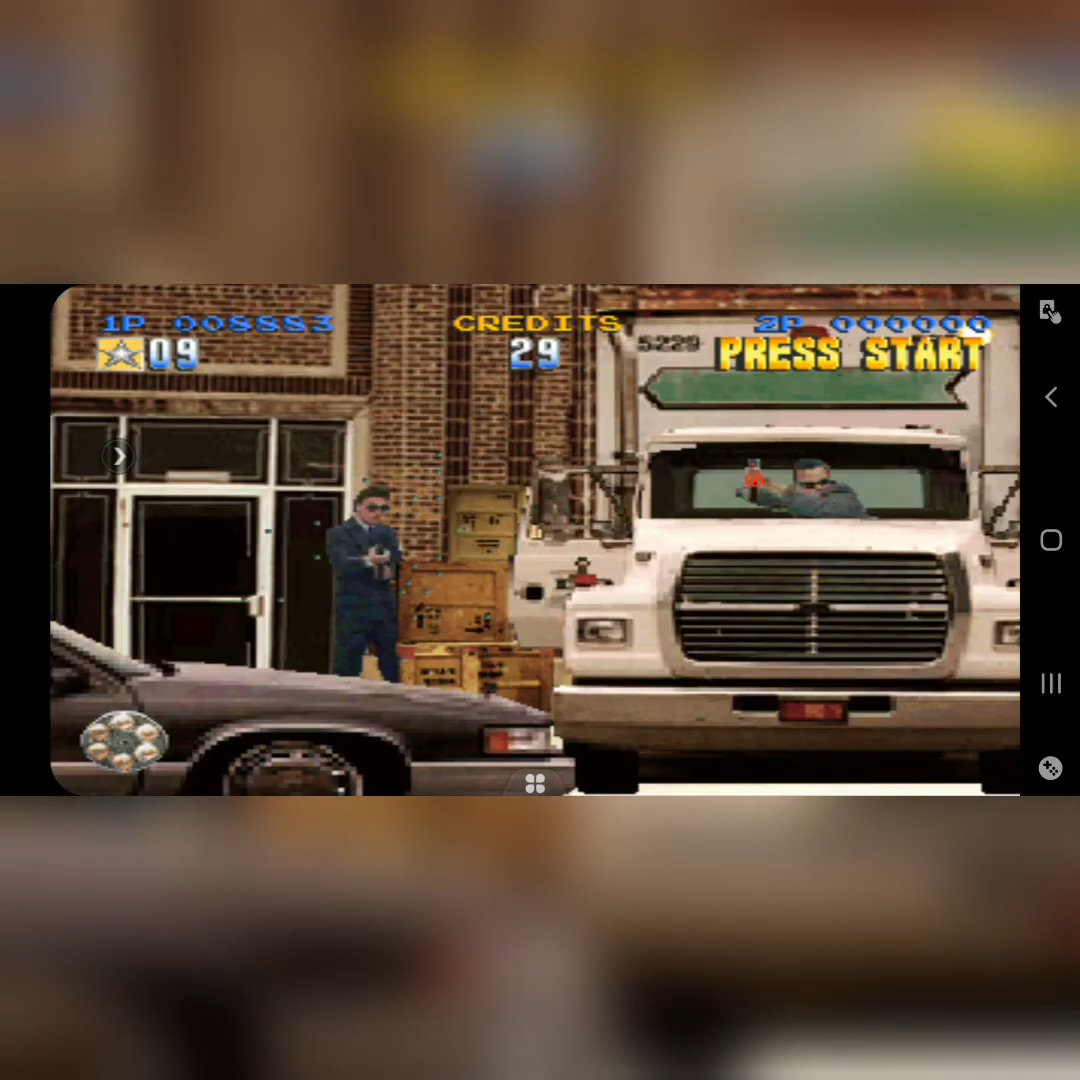 1P 008883
CREDITS
2P 000000
09
29
5229
PRESS START